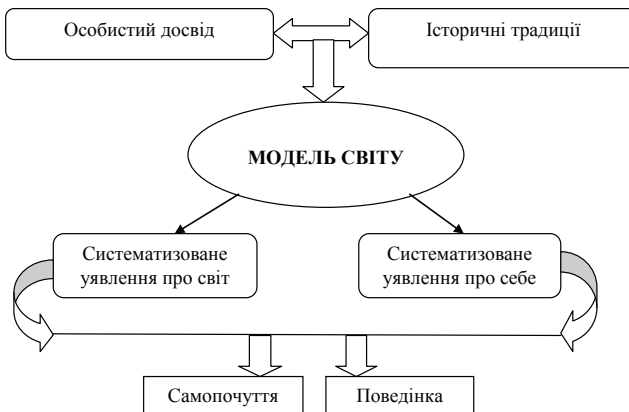 Особистий досвід
Історичні традиції
МОДЕЛЬ СВІТУ
Систематизоване
уявлення про світ
Систематизоване
уявлення про себе
Самопочуття
Поведінка